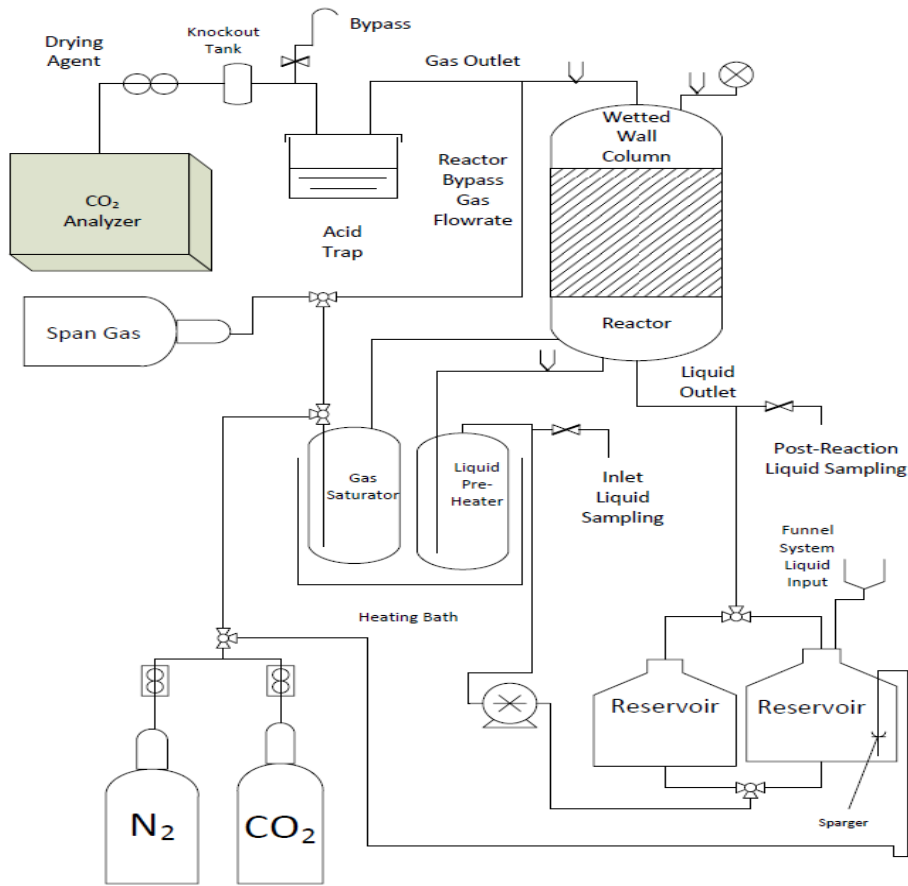 Bypass
Knockout
Tank
Drying
Agent
Gas Outlet
Wetted
Wall
Column
CO₂
Analyzer
Reactor
Bypass
Gas
Flowrate
Acid
Trap
Span Gas
Reactor
Liquid
Outlet
Post-Reaction
Liquid Sampling
Gas
Saturator
Liquid
Pre-
Heater
Inlet
Liquid
Sampling
Funnel
System
Liquid
Input
Heating Bath
Reservoir
Reservoir
N₂
CO₂
Sparger